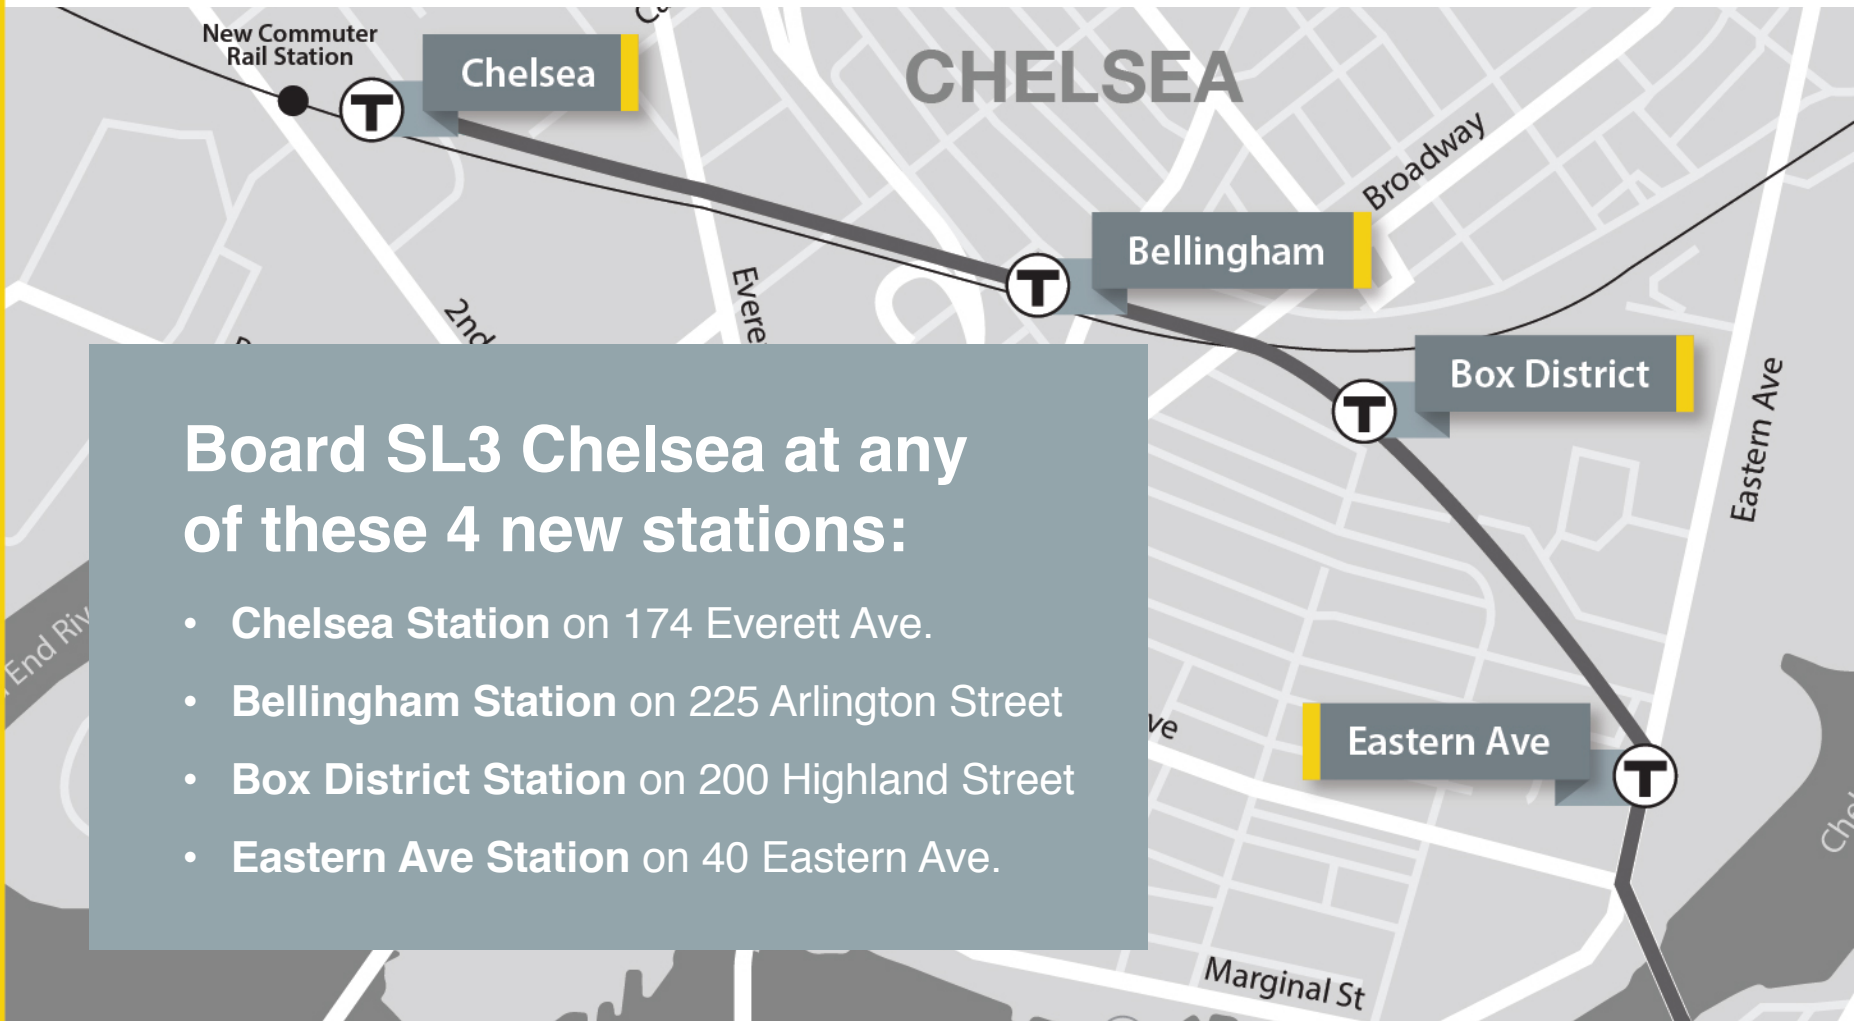 New Commuter
Rail Station
T
Chelsea
CHELSEA
Broadway
T
Bellingham
2nd
T
Box District
Eastern Ave
Board SL3 Chelsea at any
of these 4 new stations:
• Chelsea Station on 174 Everett Ave.
• Bellingham Station on 225 Arlington Street
• Box District Station on 200 Highland Street
• Eastern Ave Station on 40 Eastern Ave.
End
Eastern Ave
T
Marginal St